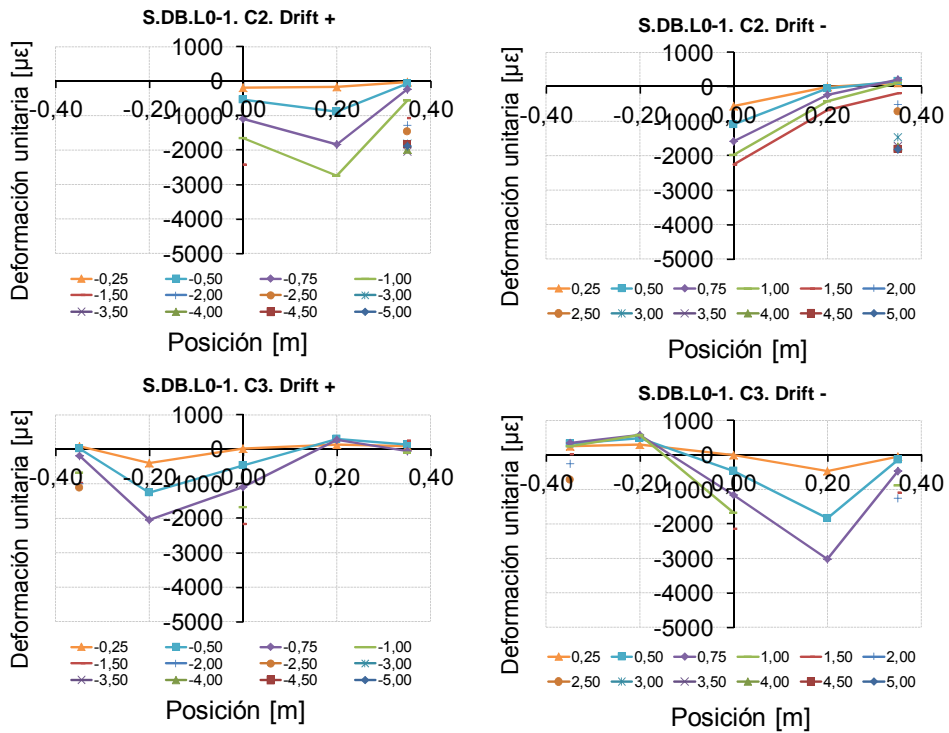 S.DB.L0-1. C2. Drift +
Deformación unitaria [µε]
1000
0
-1000
-2000
-3000
-4000
-5000
-0,40 -0,20 0,00 0,20 0,40
-0,25 -0,50 -0,75 -1,00
-1,50 -2,00 -2,50 -3,00
-3,50 -4,00 -4,50 -5,00
Posición [m]
S.DB.L0-1. C2. Drift -
Deformación unitaria [µε]
1000
0
-1000
-2000
-3000
-4000
-5000
-0,40 -0,20 0,00 0,20 0,40
0,25 0,50 0,75 1,00 1,50 2,00
2,50 3,00 3,50 4,00 4,50 5,00
Posición [m]
S.DB.L0-1. C3. Drift +
Deformación unitaria [µε]
1000
0
-1000
-2000
-3000
-4000
-5000
-0,40 -0,20 0,00 0,20 0,40
-0,25 -0,50 -0,75 -1,00
-1,50 -2,00 -2,50 -3,00
-3,50 -4,00 -4,50 -5,00
Posición [m]
S.DB.L0-1. C3. Drift -
Deformación unitaria [µε]
1000
0
-1000
-2000
-3000
-4000
-5000
-0,40 -0,20 0,00 0,20 0,40
0,25 0,50 0,75 1,00 1,50 2,00
2,50 3,00 3,50 4,00 4,50 5,00
Posición [m]